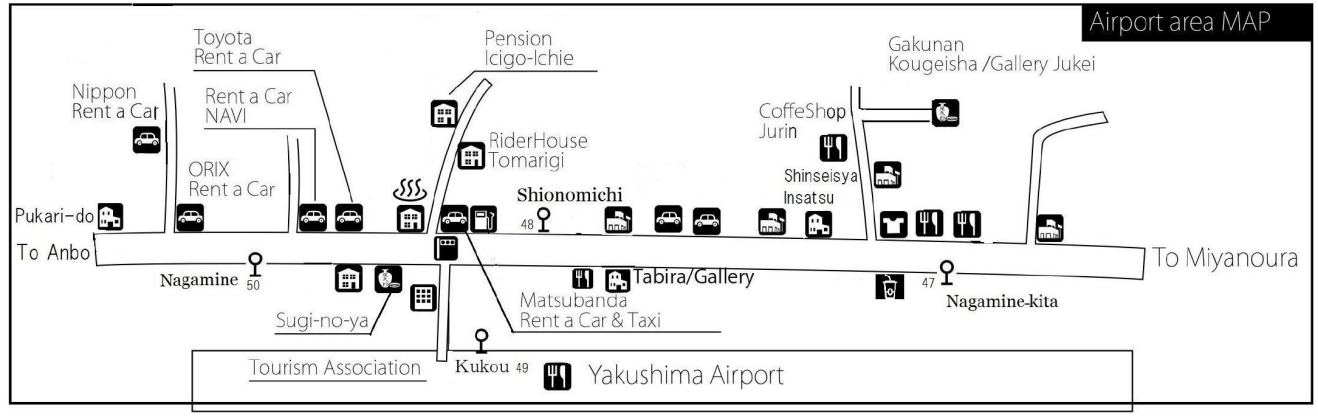 Airport area MAP
Toyota
Rent a Car
Pension
Icigo-Ichie
Gakunan
Kougeisha /Gallery Jukei
Nippon
Rent a Car
Rent a Car
NAVI
CoffeShop
Jurin
RiderHouse
Tomarigi
ORIX
Rent a Car
Shinseisya
Insatsu
Shionomichi
48
Pukari-do
To Anbo
To Miyanoura
Nagamine 50
Tabira/Gallery
47
Nagamine-kita
Matsubanda
Rent a Car & Taxi
Sugi-no-ya
Tourism Association
Kukou 49
Yakushima Airport